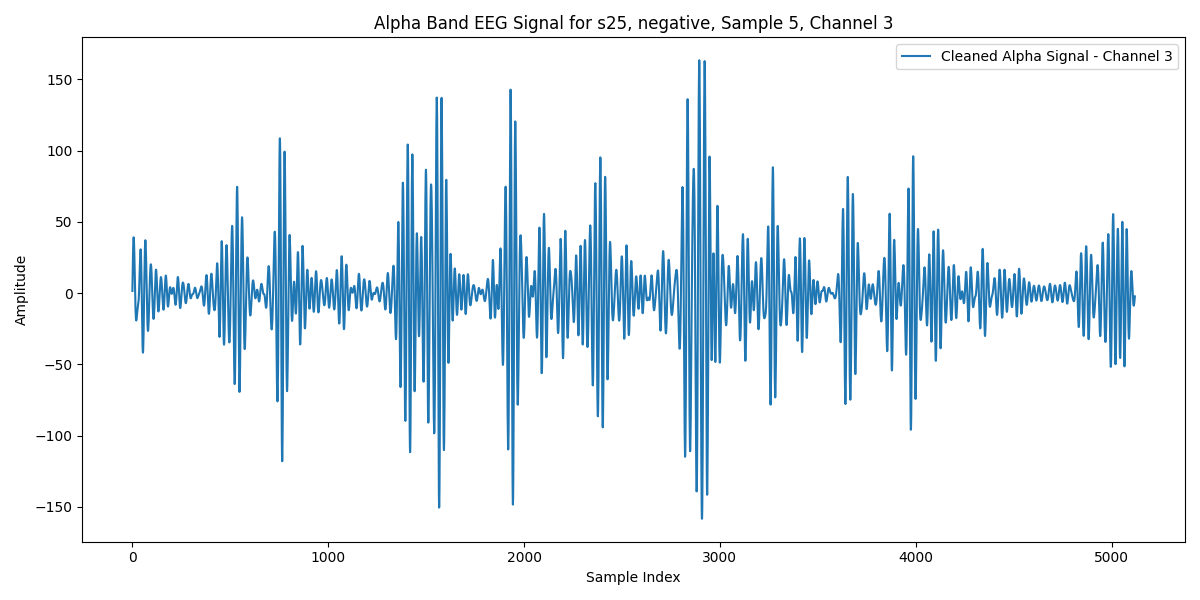 Alpha Band EEG Signal for s25, negative, Sample 5, Channel 3
Cleaned Alpha Signal - Channel 3
Amplitude
150
100
50
0
−50
−100
−150
0 1000 2000 3000 4000 5000
Sample Index